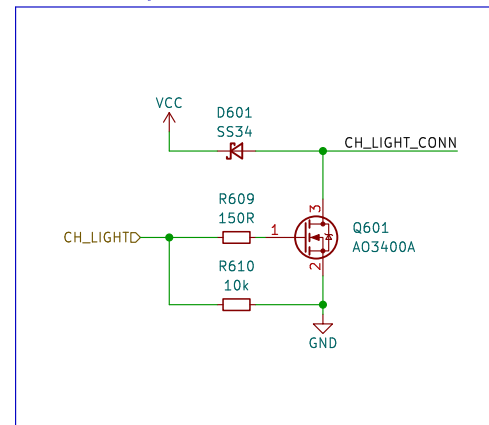 VCC
D601
SS34
CH_LIGHT_CONN
R609
150R
3
1
Q601
AO3400A
CH_LIGHT
R610
10k
2
GND